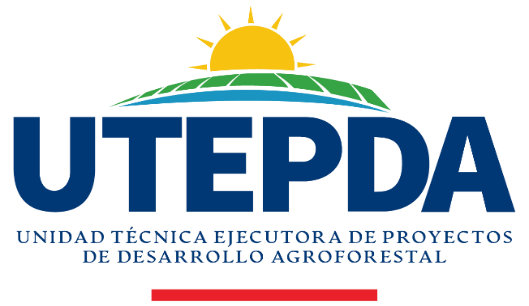 UTEPDA
UNIDAD TÉCNICA EJECUTORA DE PROYECTOS
DE DESARROLLO AGROFORESTAL